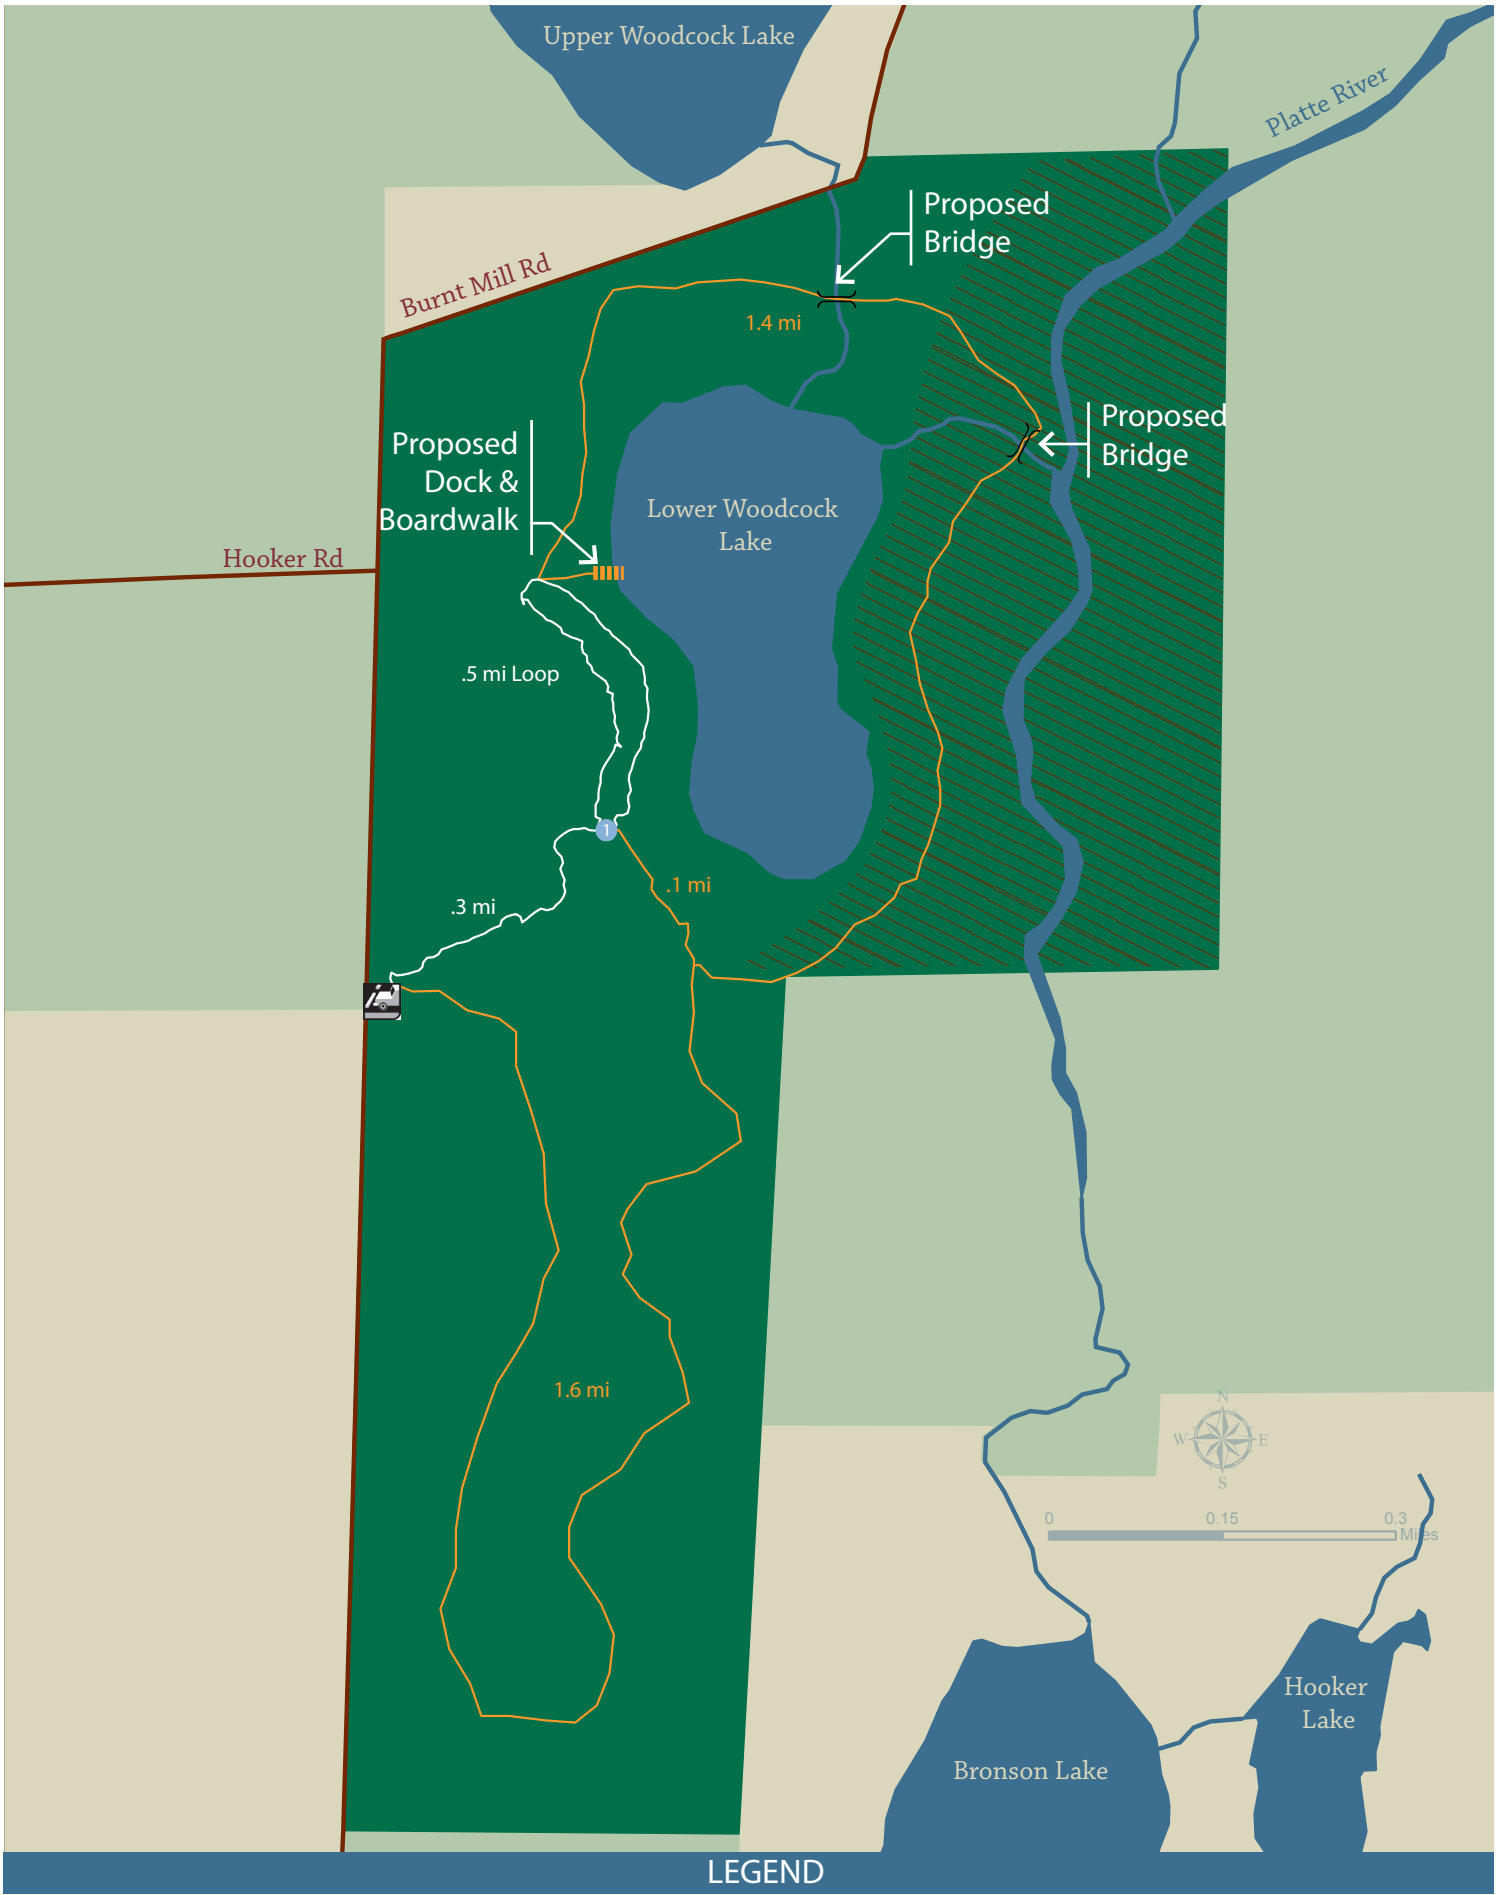 Upper Woodcock Lake
Platte River
Proposed
Bridge
Burnt Mill Rd
1.4 mi
Proposed
Bridge
Proposed
Dock &
Boardwalk
Lower Woodcock
Lake
Hooker Rd
.5 mi Loop
1
.1 mi
.3 mi
1.6 mi
N
W E
S
0 0.15 0.3
Miles
Hooker
Lake
Bronson Lake
LEGEND